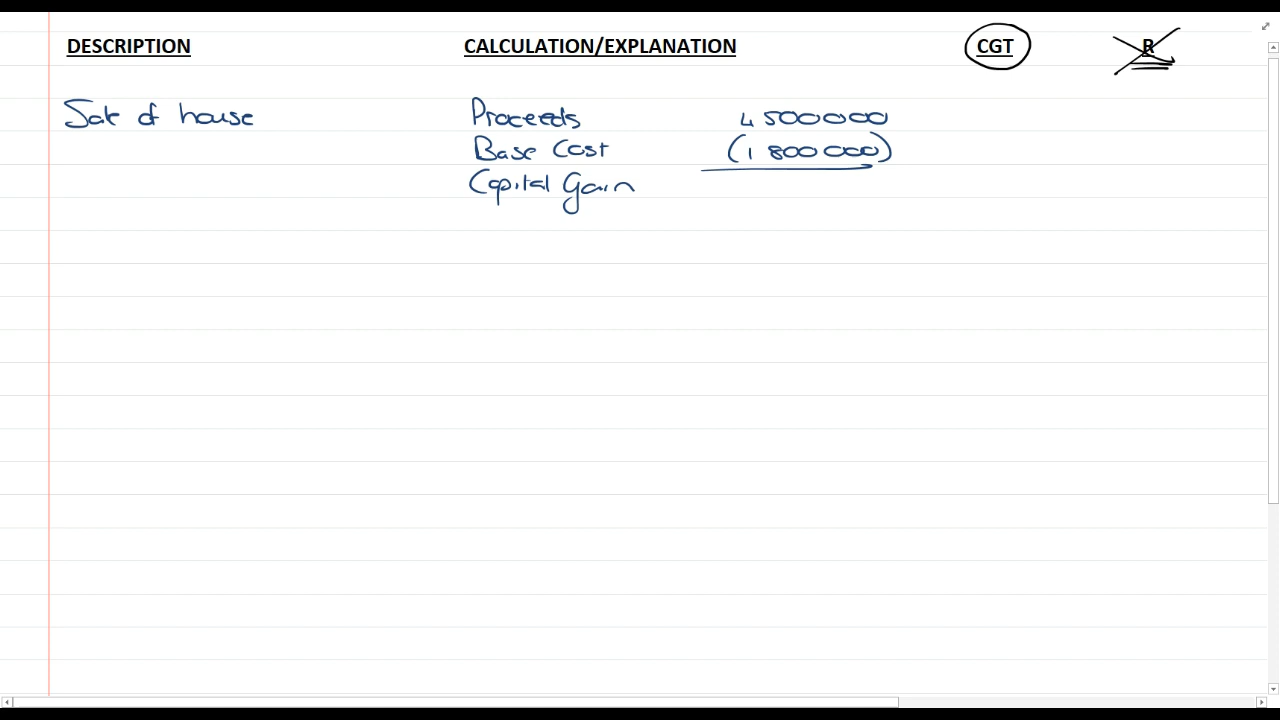 DESCRIPTION CALCULATION/EXPLANATION CGT R
Sale of house Proceeds 4 500 000
Base Cost (1 800 000)
Capital Gain